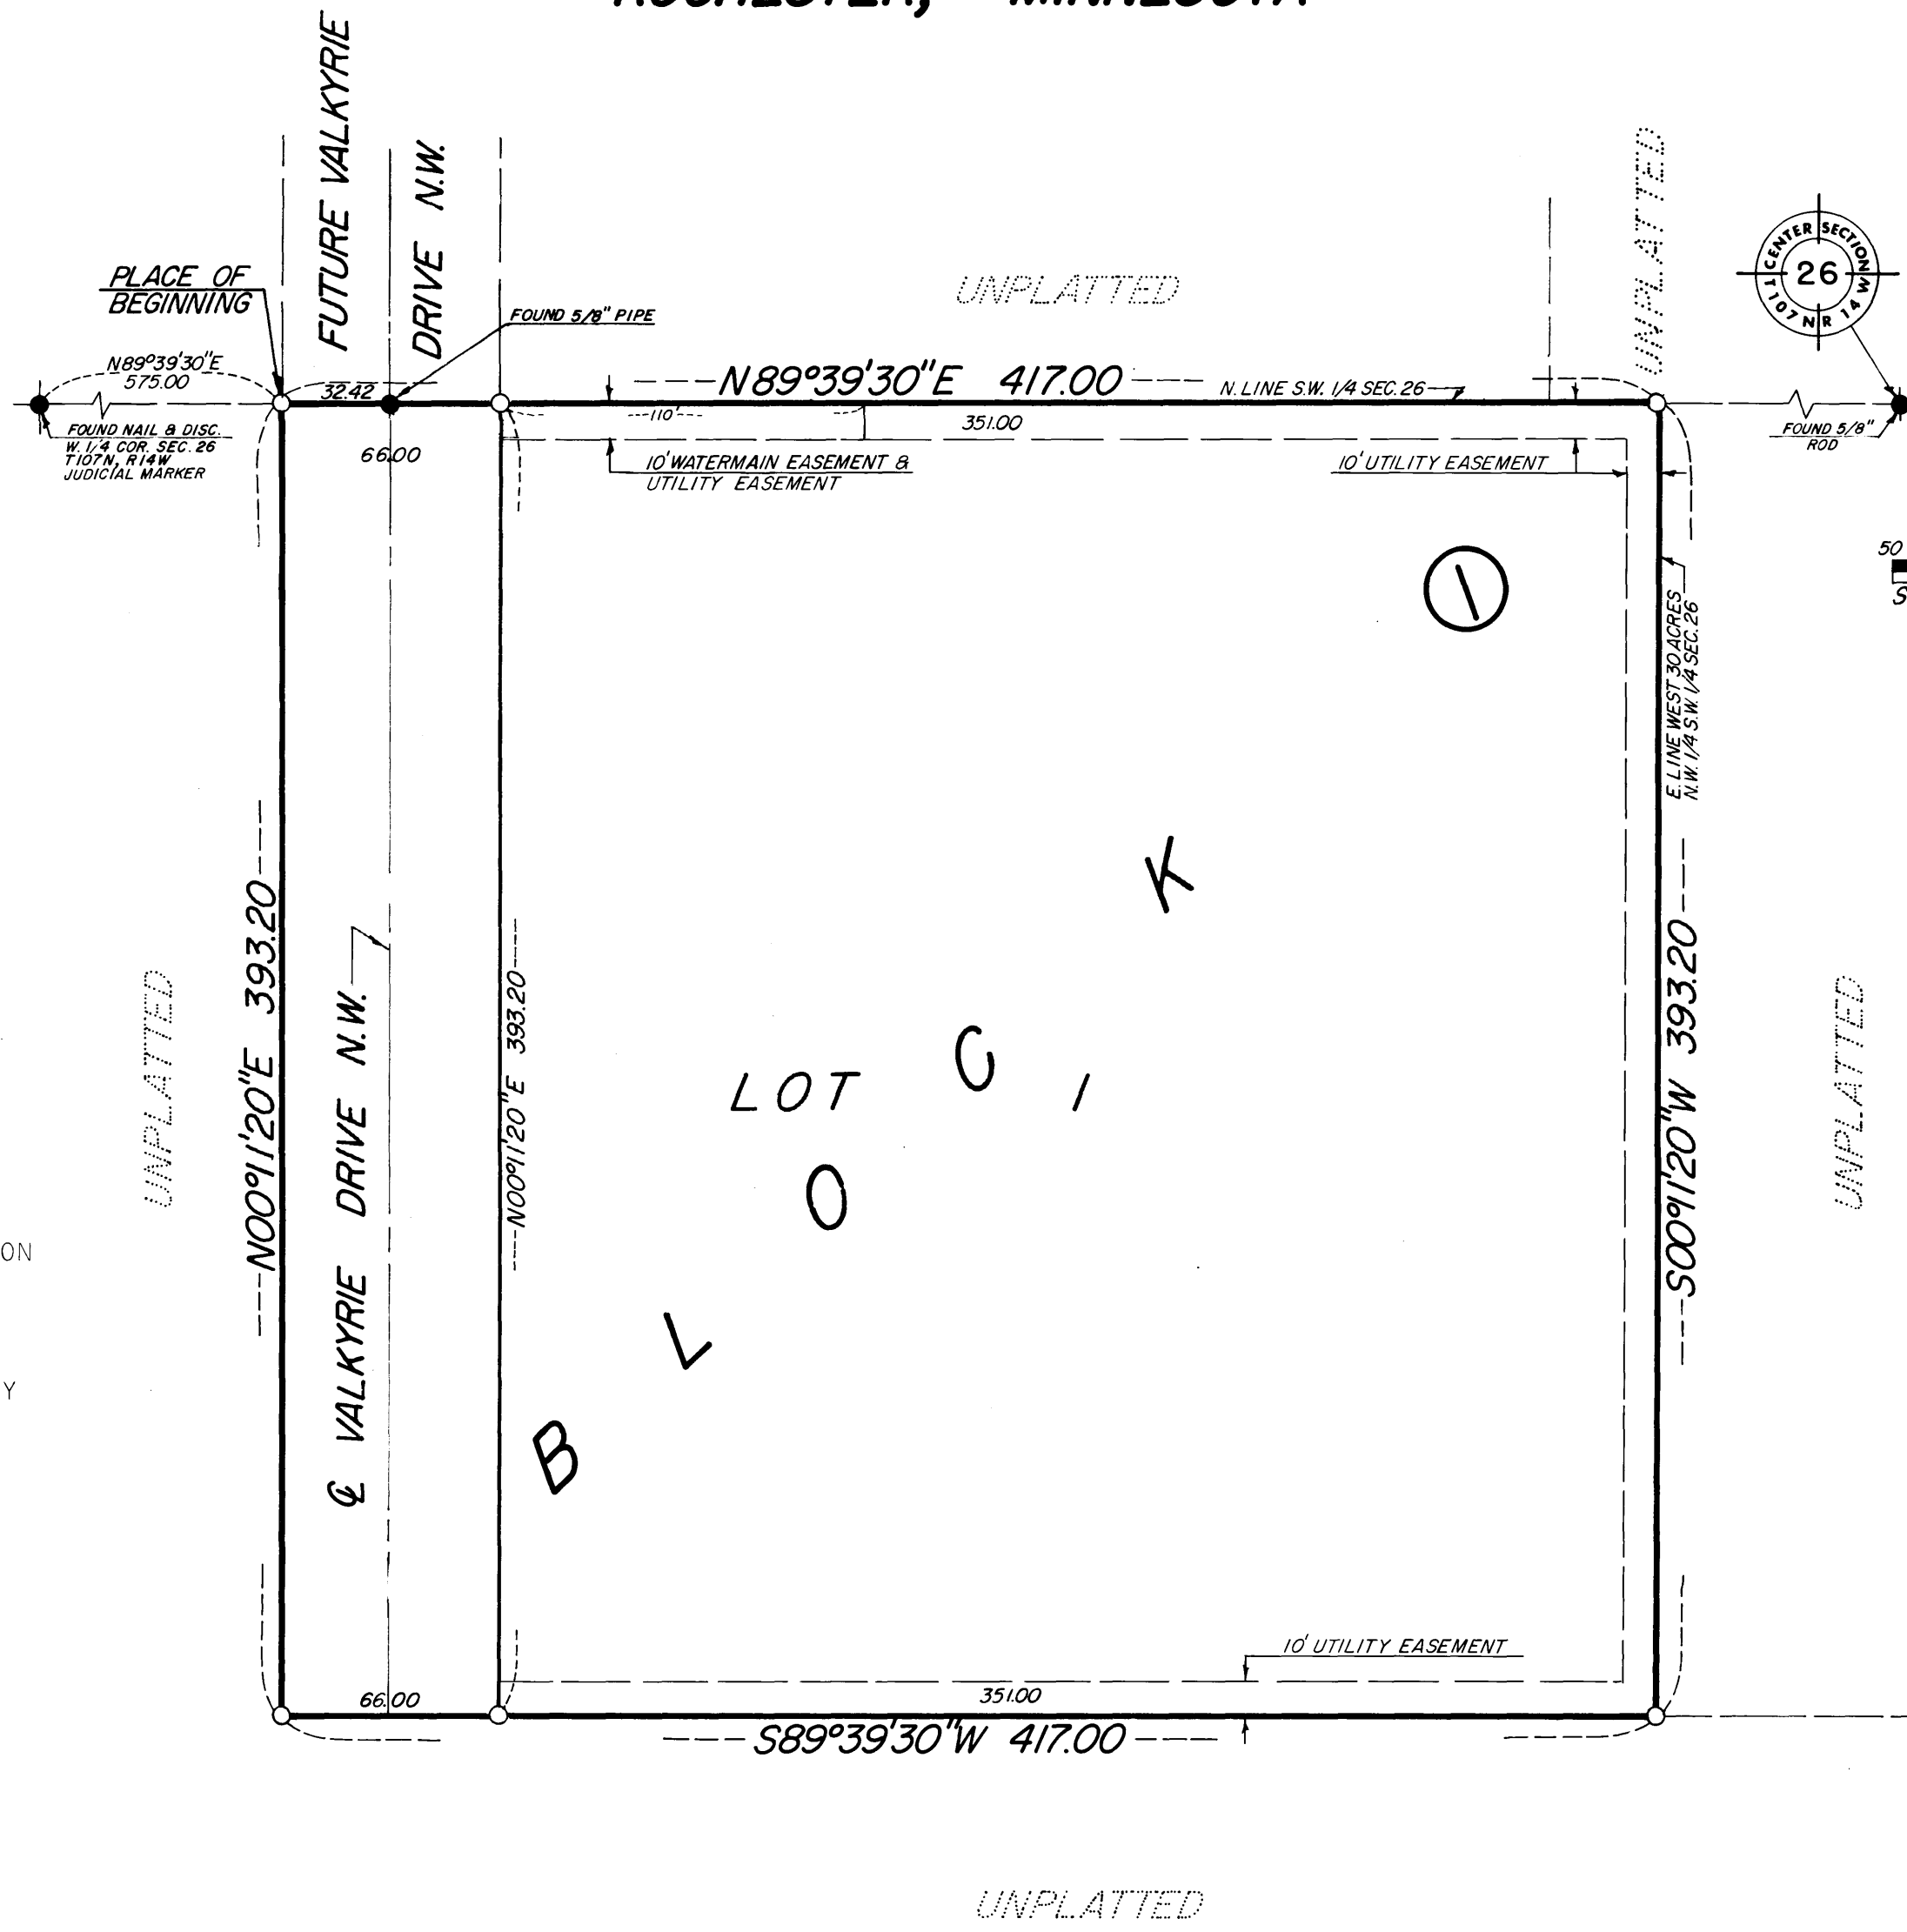 ROCHESTER, MINNESOTA
FUTURE VALKYRIE
DRIVE N.W.
UNPLATTED
CENTER SECTION
26
T107N R14W
PLACE OF
BEGINNING
UNPLATTED
FOUND 5/8" PIPE
N89°39'30"E
575.00
32.42
N89°39'30"E 417.00
N. LINE S.W. 1/4 SEC. 26
110'
351.00
FOUND NAIL & DISC.
W. 1/4 COR. SEC. 26
T107N, R14W
JUDICIAL MARKER
66.00
10' WATERMAIN EASEMENT &
UTILITY EASEMENT
10' UTILITY EASEMENT
FOUND 5/8"
ROD
50
S
1
E. LINE WEST 30 ACRES
N.W. 1/4 S.W. 1/4 SEC. 26
UNPLATTED
N00°11'20"E 393.20
℄ VALKYRIE DRIVE N.W.
N00°11'20"E 393.20
BLOCK
LOT 1
S00°11'20"W 393.20
UNPLATTED
ON
Y
10' UTILITY EASEMENT
66.00
351.00
S89°39'30"W 417.00
UNPLATTED